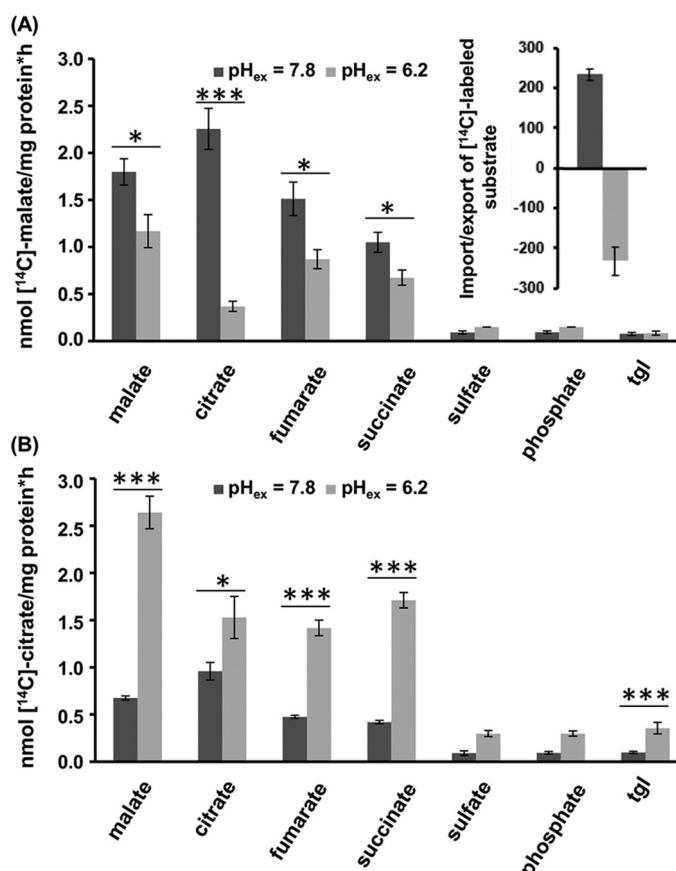 (A)
nmol [¹⁴C]-malate/mg protein*h
3.0
2.5
2.0
1.5
1.0
0.5
0.0
pHex = 7.8 pHex = 6.2
*
***
*
*
malate
citrate
fumarate
succinate
sulfate
phosphate
tgl
Import/export of [¹⁴C]-labeled
substrate
300
200
100
0
-100
-200
-300
(B)
nmol [¹⁴C]-citrate/mg protein*h
3.0
2.5
2.0
1.5
1.0
0.5
0.0
pHex = 7.8 pHex = 6.2
***
*
***
***
***
malate
citrate
fumarate
succinate
sulfate
phosphate
tgl